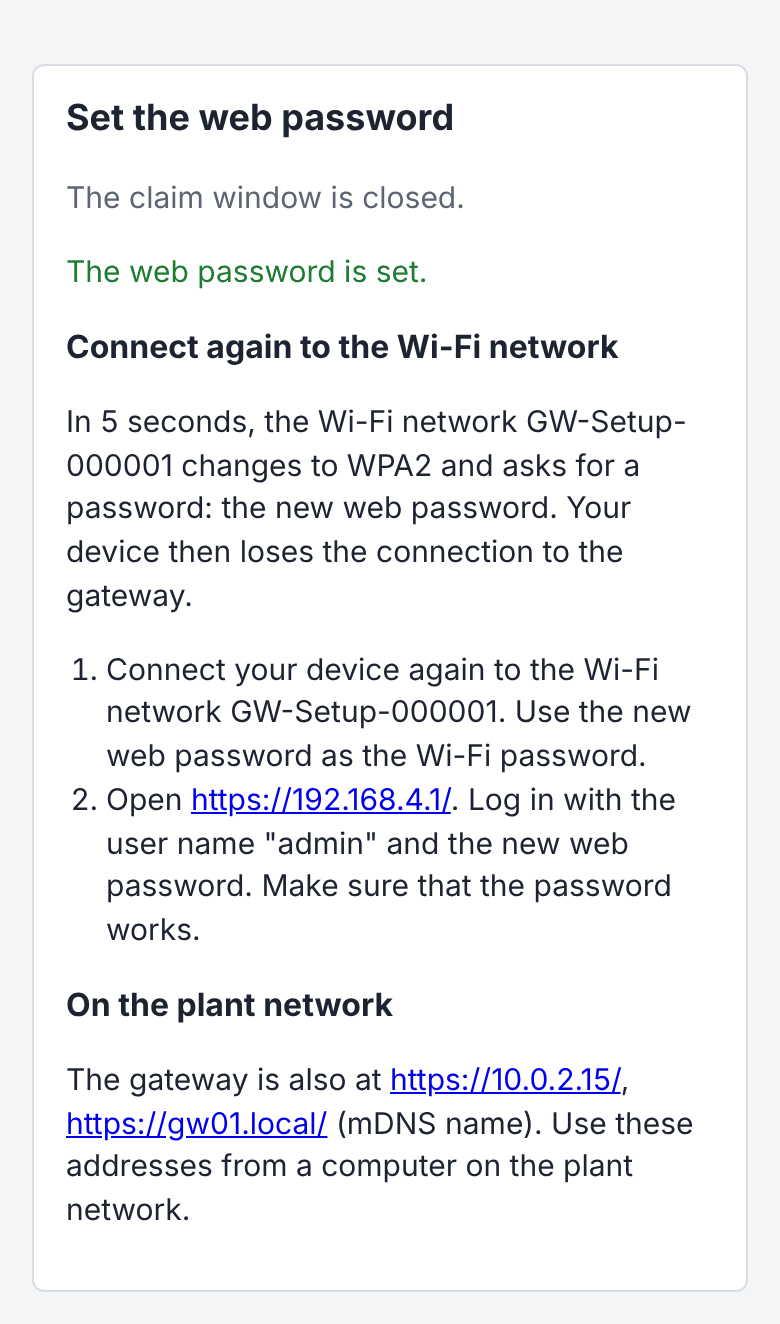 Set the web password
The claim window is closed.
The web password is set.
Connect again to the Wi-Fi network
In 5 seconds, the Wi-Fi network GW-Setup-
000001 changes to WPA2 and asks for a
password: the new web password. Your
device then loses the connection to the
gateway.
1. Connect your device again to the Wi-Fi
network GW-Setup-000001. Use the new
web password as the Wi-Fi password.
2. Open https://192.168.4.1/. Log in with the
user name "admin" and the new web
password. Make sure that the password
works.
On the plant network
The gateway is also at https://10.0.2.15/,
https://gw01.local/ (mDNS name). Use these
addresses from a computer on the plant
network.